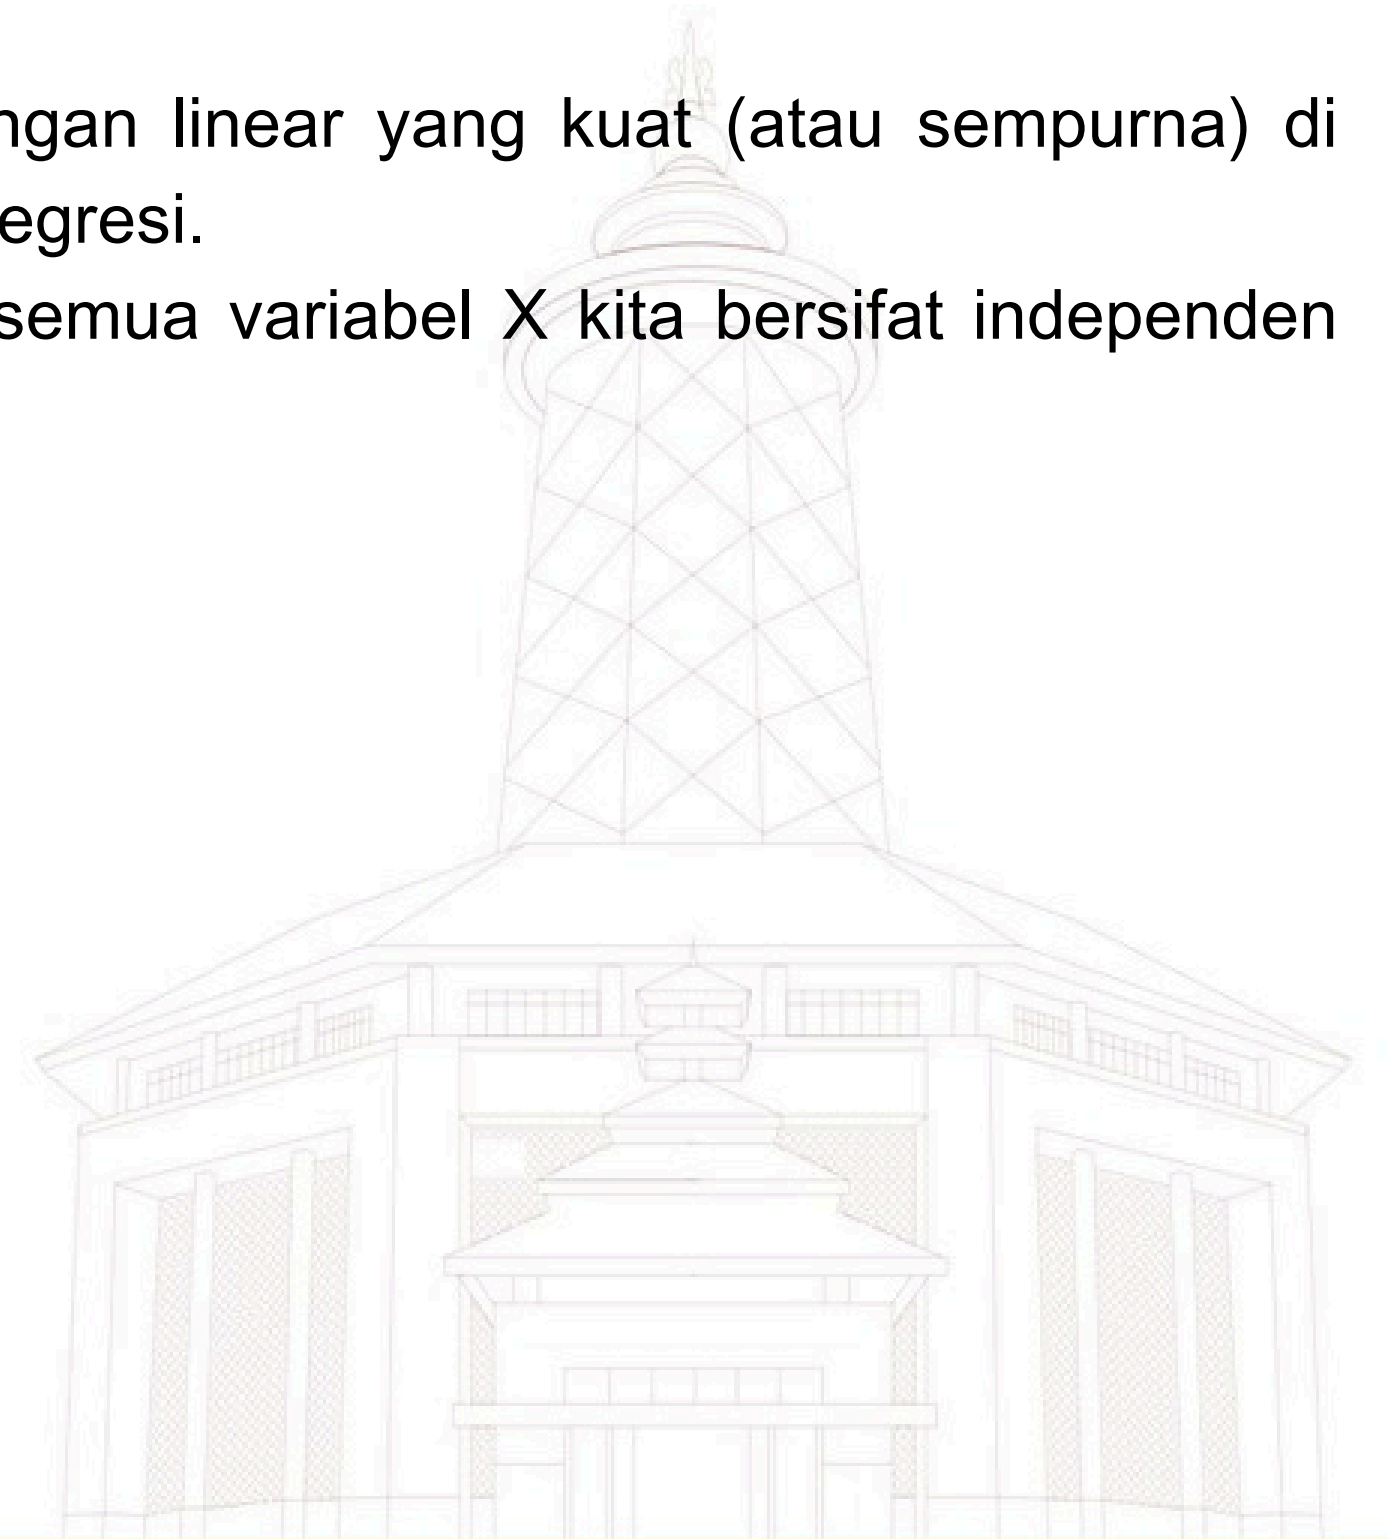 ngan linear yang kuat (atau sempurna) di
egresi.
semua variabel X kita bersifat independen